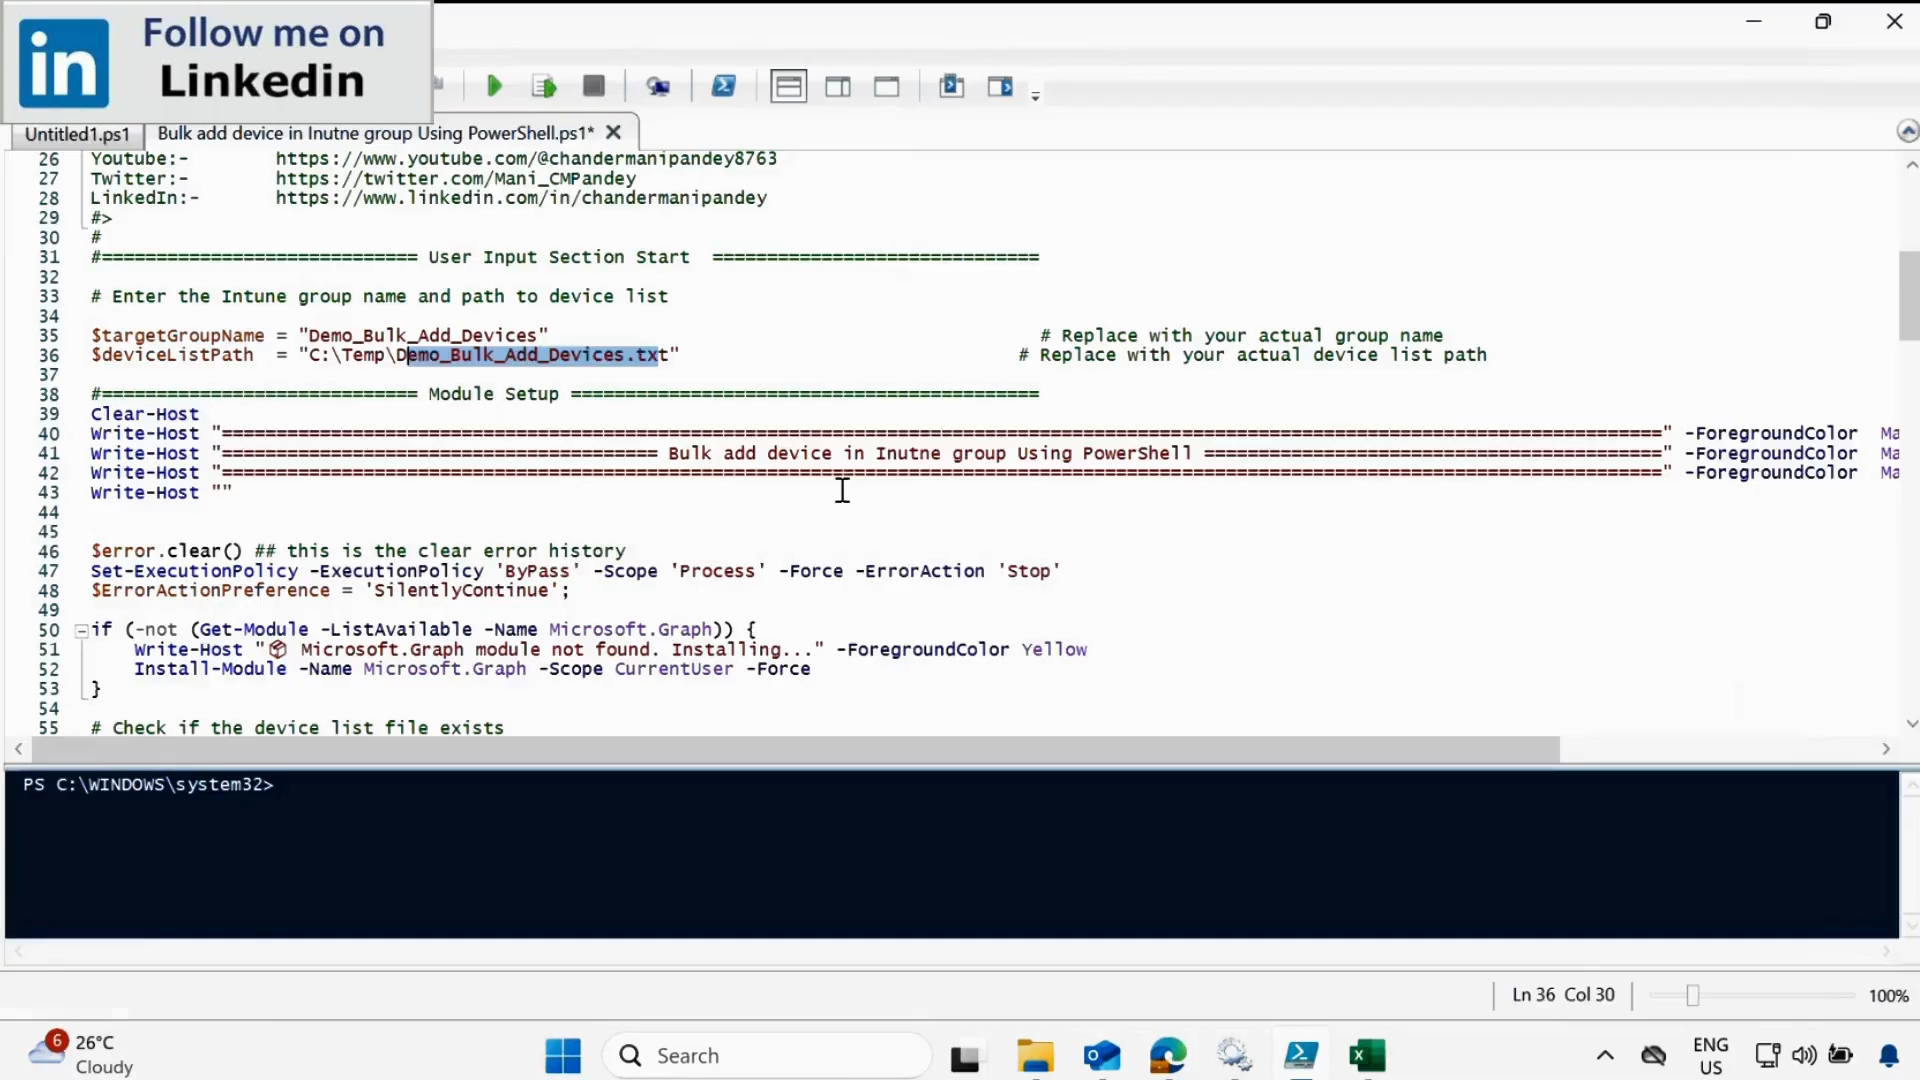 Follow me on
in Linkedin
Untitled1.ps1 Bulk add device in Inutne group Using PowerShell.ps1*
26 Youtube:- https://www.youtube.com/@chandermanipandey8763
27 Twitter:- https://twitter.com/Mani_CMPandey
28 LinkedIn:- https://www.linkedin.com/in/chandermanipandey
29 #>
30 #
31 #============================= User Input Section Start ==============================
32
33 # Enter the Intune group name and path to device list
34
35 $targetGroupName = "Demo_Bulk_Add_Devices" # Replace with your actual group name
36 $deviceListPath = "C:\Temp\Demo_Bulk_Add_Devices.txt" # Replace with your actual device list path
37
38 #============================= Module Setup ===========================================
39 Clear-Host
40 Write-Host "====================================================================================================================================" -ForegroundColor Ma
41 Write-Host "======================================== Bulk add device in Inutne group Using PowerShell ==========================================" -ForegroundColor Ma
42 Write-Host "====================================================================================================================================" -ForegroundColor Ma
43 Write-Host ""
44
45
46 $error.clear() ## this is the clear error history
47 Set-ExecutionPolicy -ExecutionPolicy 'ByPass' -Scope 'Process' -Force -ErrorAction 'Stop'
48 $ErrorActionPreference = 'SilentlyContinue';
49
50 if (-not (Get-Module -ListAvailable -Name Microsoft.Graph)) {
51 Write-Host "📦 Microsoft.Graph module not found. Installing..." -ForegroundColor Yellow
52 Install-Module -Name Microsoft.Graph -Scope CurrentUser -Force
53 }
54
55 # Check if the device list file exists
PS C:\WINDOWS\system32>
Ln 36 Col 30 100%
6 26°C
Cloudy
Search
ENG
US